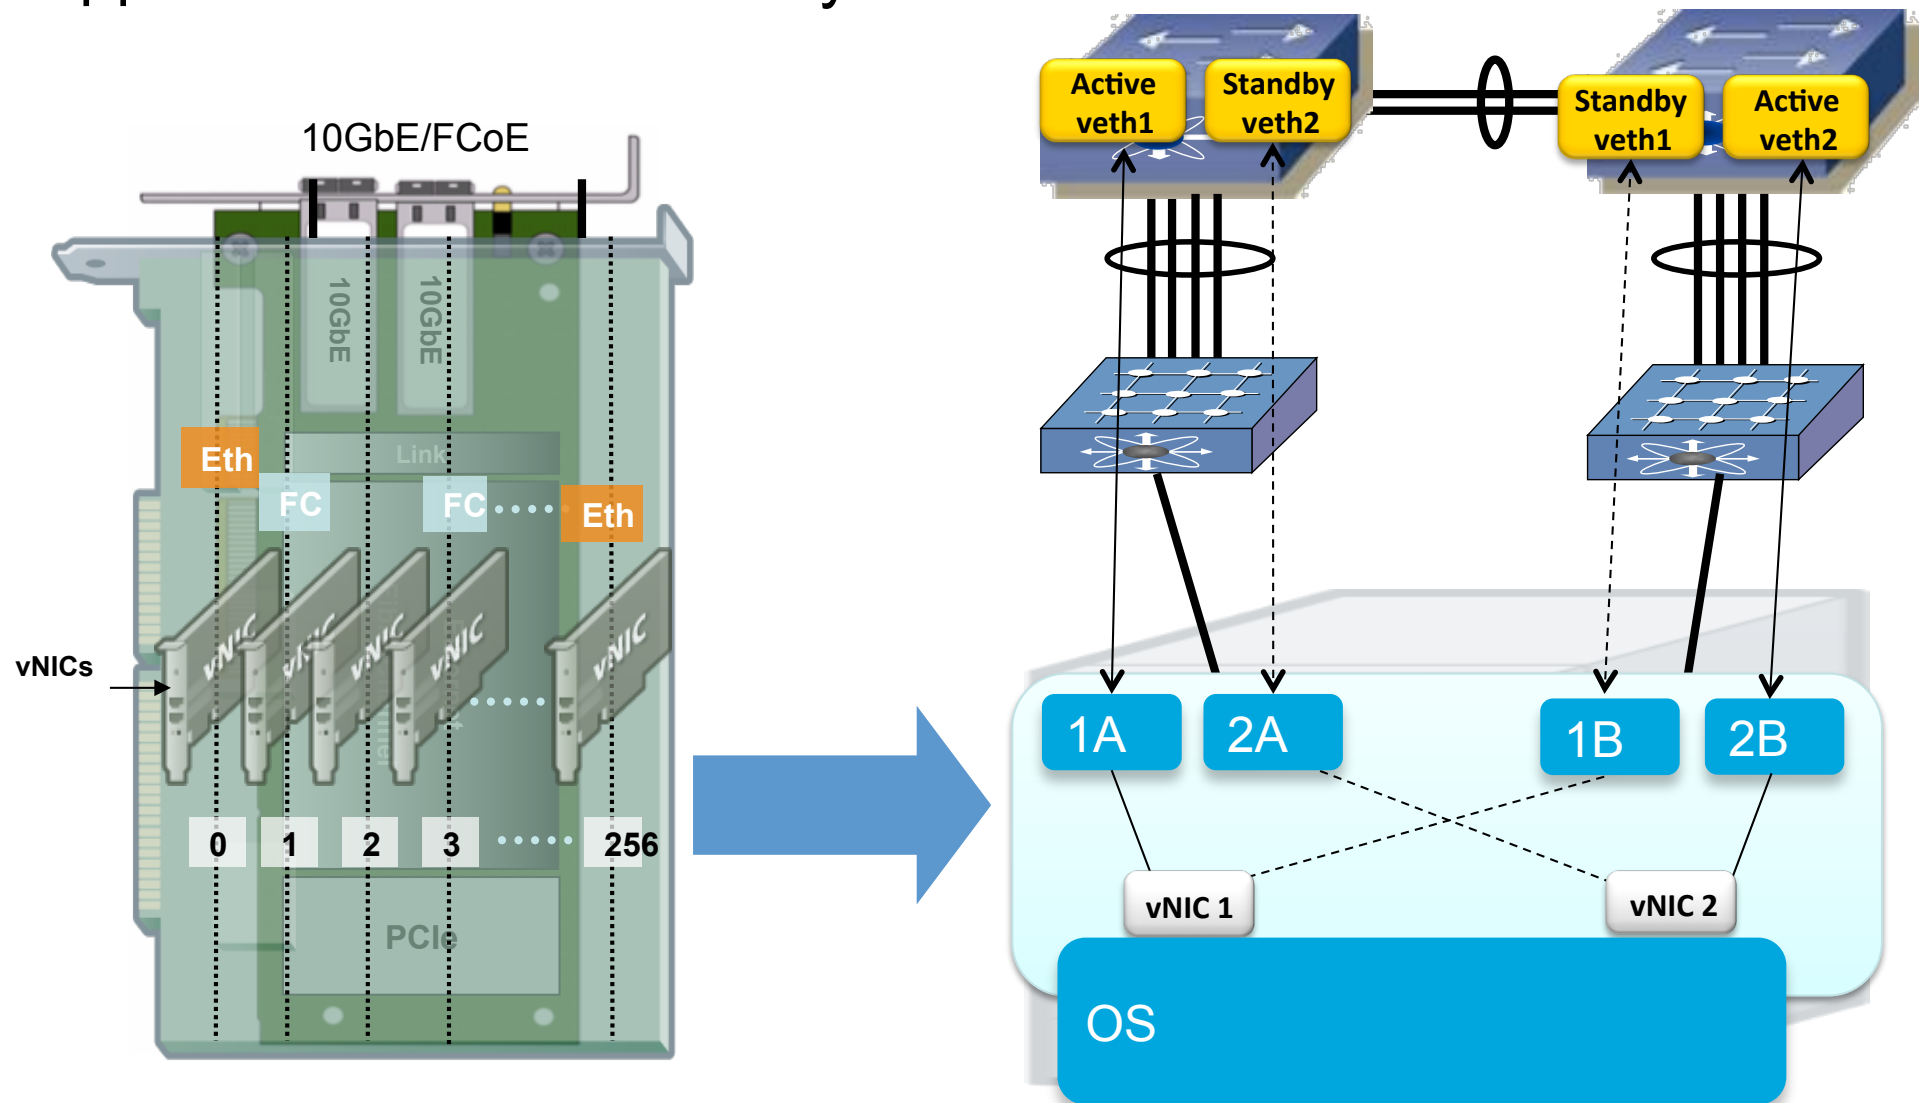 10GbE/FCoE
10GbE
10GbE
Link
Eth
FC
FC
Eth
vNIC
vNIC
vNIC
vNIC
vNICs
0
1
2
3
256
PCIe
Active
veth1
Standby
veth2
Standby
veth1
Active
veth2
1A
2A
1B
2B
vNIC 1
vNIC 2
OS